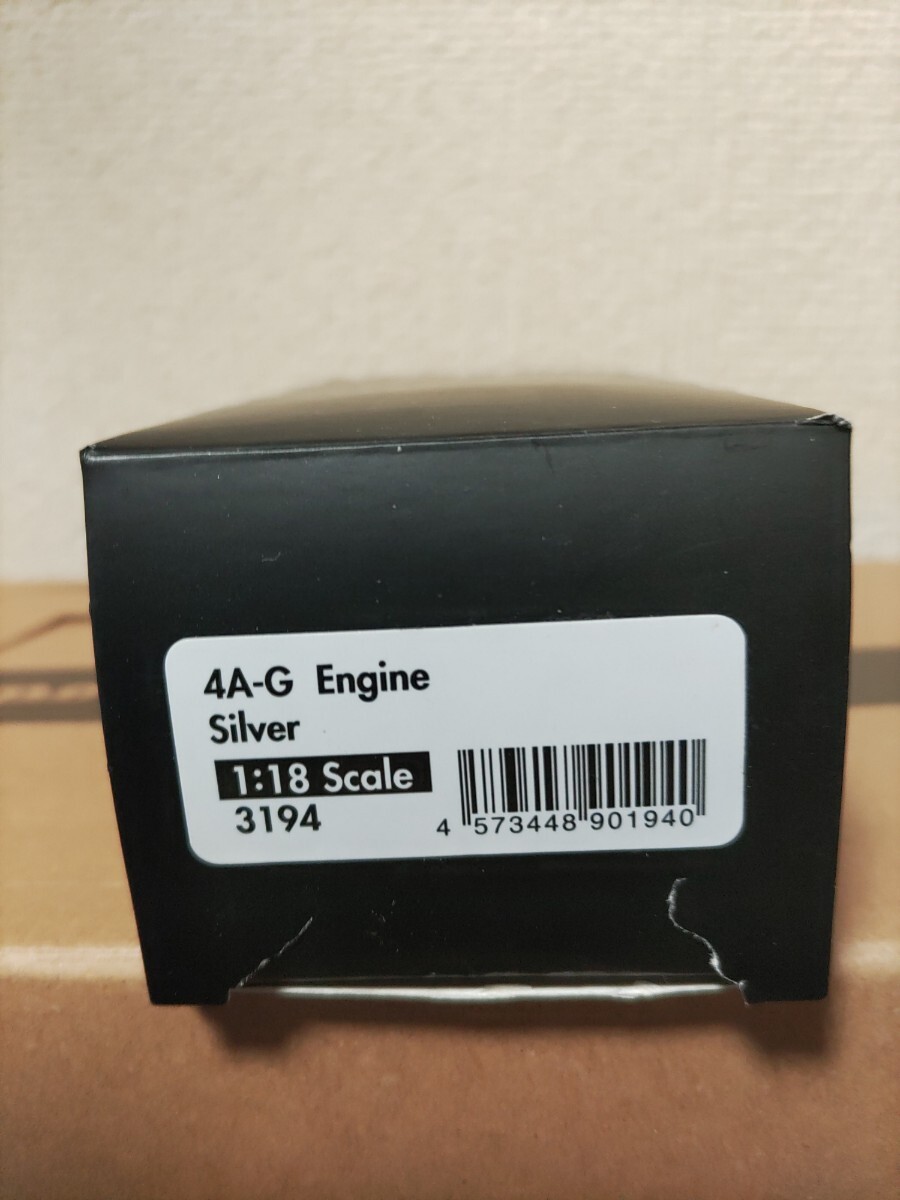 4A-G Engine
Silver
1:18 Scale
3194
4 573448 901940